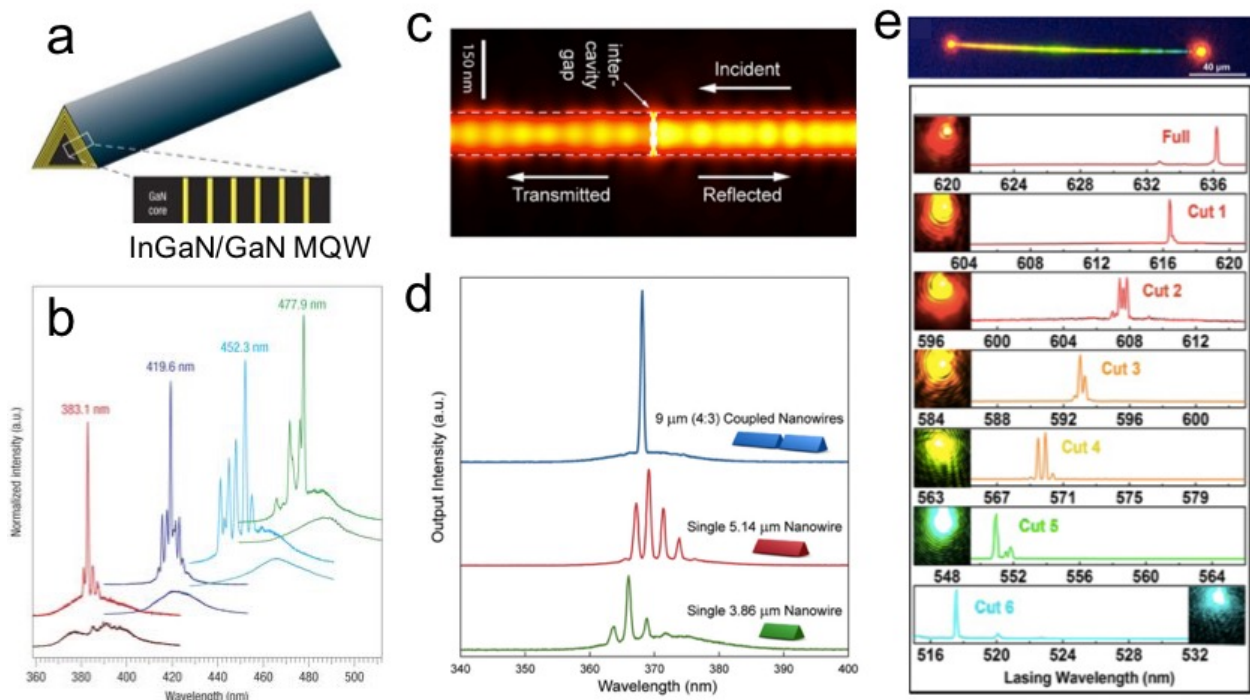 a
GaN
core
InGaN/GaN MQW
b
477.9 nm
452.3 nm
419.6 nm
383.1 nm
Normalized intensity (a.u.)
360 380 400 420 440 460 480 500
Wavelength (nm)
c
150 nm
inter-
cavity
gap
Incident
Transmitted
Reflected
d
Output Intensity (a.u.)
9 μm (4:3) Coupled Nanowires
Single 5.14 μm Nanowire
Single 3.86 μm Nanowire
340 350 360 370 380 390 400
Wavelength (nm)
e
40 μm
Full
620 624 628 632 636
Cut 1
604 608 612 616 620
Cut 2
596 600 604 608 612
Cut 3
584 588 592 596 600
Cut 4
563 567 571 575 579
Cut 5
548 552 556 560 564
Cut 6
516 520 524 528 532
Lasing Wavelength (nm)